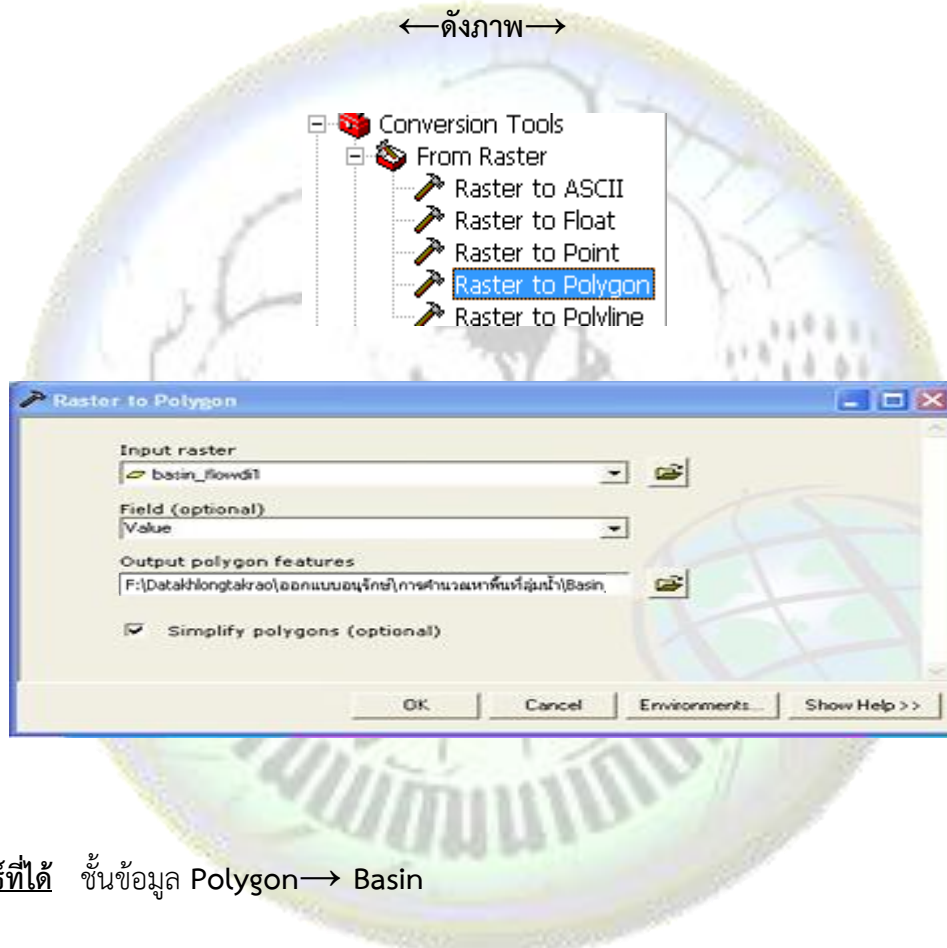 ←ดังภาพ→
Conversion Tools
From Raster
Raster to ASCII
Raster to Float
Raster to Point
Raster to Polygon
Raster to Polyline
Raster to Polygon
Input raster
basin_flowdi1
Field (optional)
Value
Output polygon features
F:\Datakhlongtakrao\ออกแบบอนุรักษ์\การคำนวณหาพื้นที่ลุ่มน้ำ\Basin_
Simplify polygons (optional)
OK Cancel Environments... Show Help >>
ที่ได้ ชั้นข้อมูล Polygon→ Basin